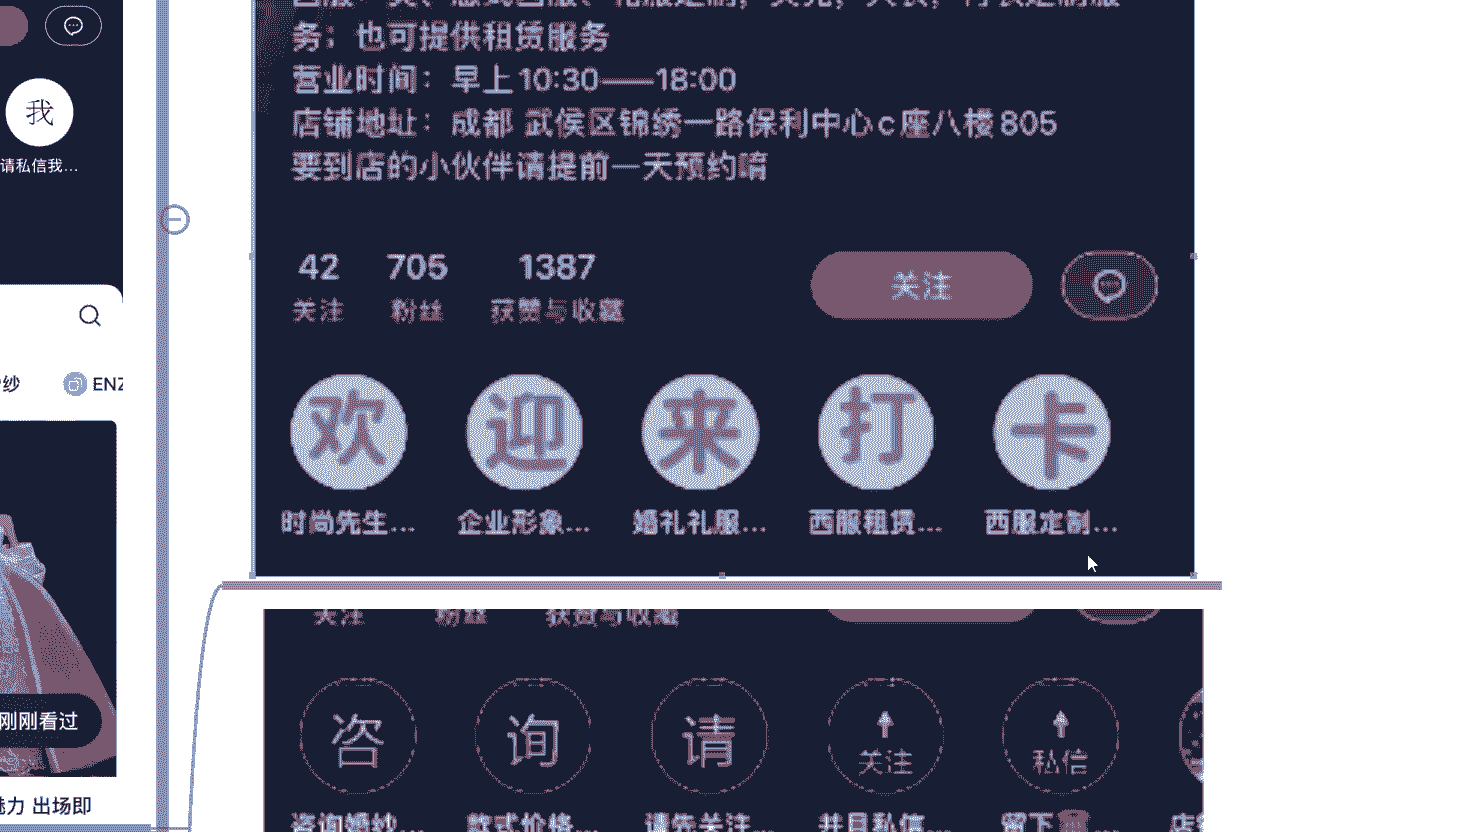 我
请私信我...
纱
ENZ
刚刚看过
魅力 出场即
务；也可提供租赁服务
营业时间：早上10:30——18:00
店铺地址：成都 武侯区锦绣一路保利中心c座八楼805
要到店的小伙伴请提前一天预约唷
42 705 1387
关注 粉丝 获赞与收藏
关注
欢 迎 来 打 卡
时尚先生... 企业形象... 婚礼礼服... 西服租赁... 西服定制...
关注 粉丝 获赞与收藏
咨 询 请 关注 私信
咨询婚纱... 款式价格... 请先关注... 并且私信... 留下